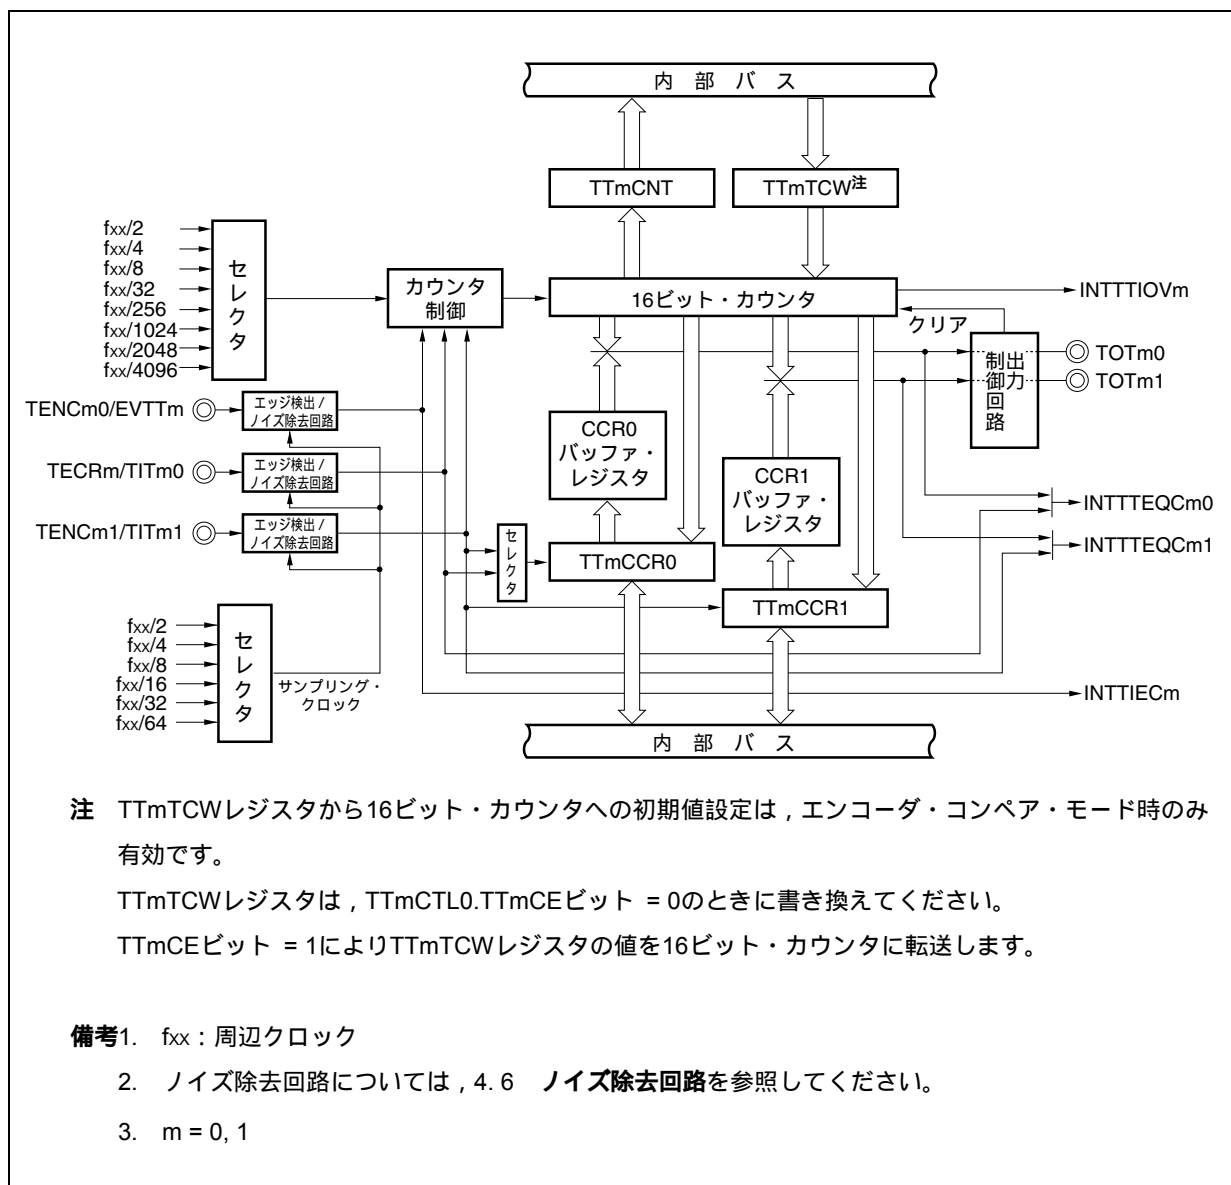 内 部 バ ス
TTmCNT
TTmTCW注
fxx/2
fxx/4
fxx/8
fxx/32
fxx/256
fxx/1024
fxx/2048
fxx/4096
セレクタ
カウンタ
制御
16ビット・カウンタ
INTTTIOVm
クリア
出力
制御回路
TOTm0
TOTm1
TENCm0/EVTTm
エッジ検出/
ノイズ除去回路
TECRm/TITm0
エッジ検出/
ノイズ除去回路
TENCm1/TITm1
エッジ検出/
ノイズ除去回路
CCR0
バッファ・
レジスタ
CCR1
バッファ・
レジスタ
INTTTEQCm0
INTTTEQCm1
セレクタ
TTmCCR0
TTmCCR1
fxx/2
fxx/4
fxx/8
fxx/16
fxx/32
fxx/64
セレクタ
サンプリング・
クロック
INTTIECm
内 部 バ ス
注 TTmTCWレジスタから16ビット・カウンタへの初期値設定は,エンコーダ・コンペア・モード時のみ
有効です。
TTmTCWレジスタは,TTmCTL0.TTmCEビット = 0のときに書き換えてください。
TTmCEビット = 1によりTTmTCWレジスタの値を16ビット・カウンタに転送します。
備考1. fxx:周辺クロック
2. ノイズ除去回路については,4. 6 ノイズ除去回路を参照してください。
3. m = 0, 1